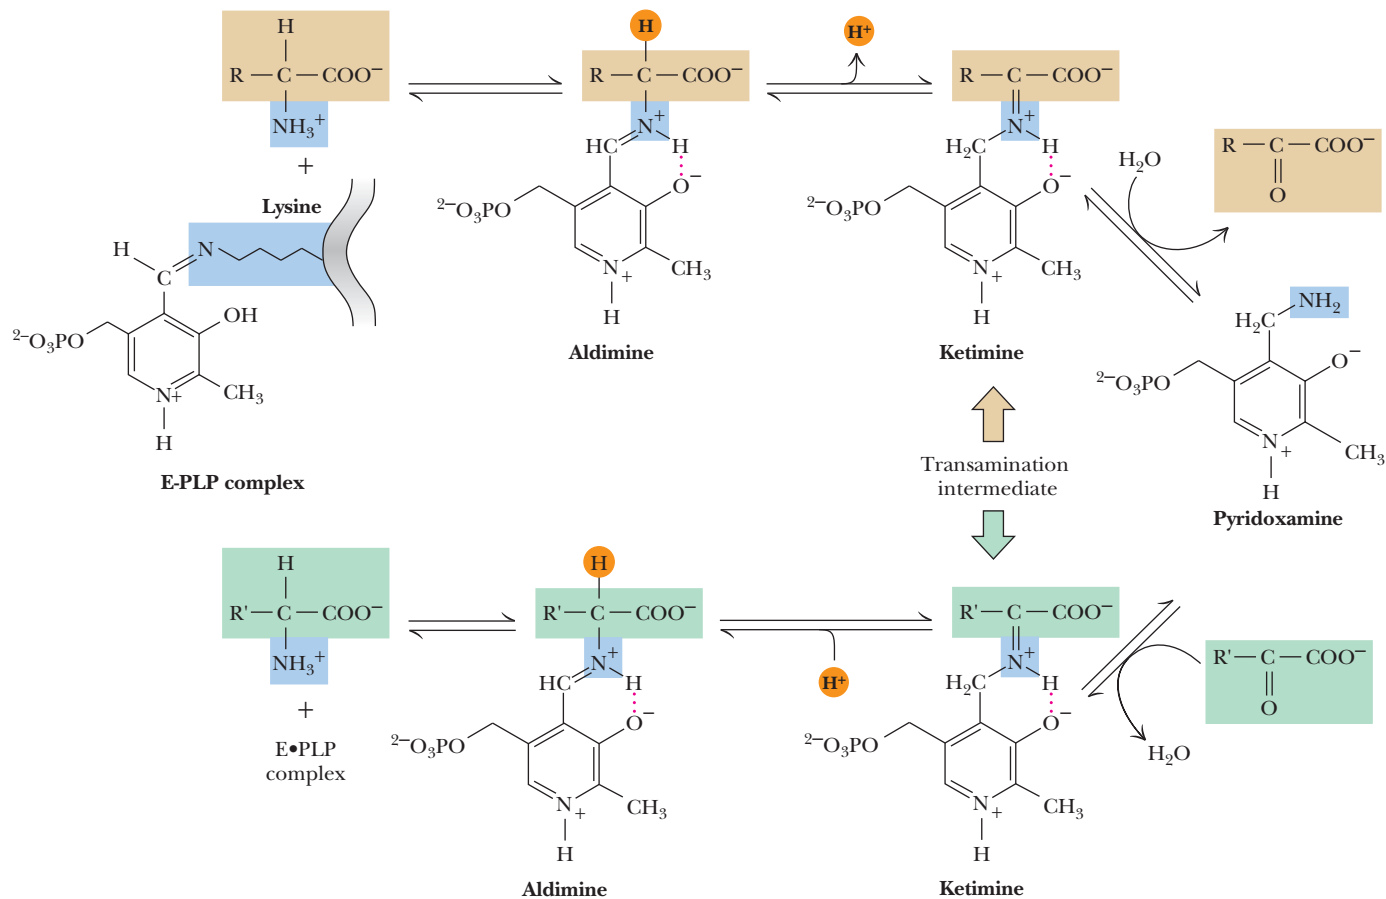 H
R — C — COO⁻
NH₃⁺
+
Lysine
H
N
C
OH
²⁻O₃PO
CH₃
N+
H
E-PLP complex
H
R — C — COO⁻
N⁺
HC
H
O⁻
²⁻O₃PO
CH₃
N
+
H
Aldimine
H⁺
R — C — COO⁻
N⁺
H₂C
H
O⁻
²⁻O₃PO
CH₃
N
+
H
Ketimine
H₂O
R — C — COO⁻
O
NH₂
H₂C
O⁻
²⁻O₃PO
CH₃
N
+
H
Pyridoxamine
Transamination
intermediate
H
R' — C — COO⁻
NH₃⁺
+
E•PLP
complex
H
R' — C — COO⁻
N⁺
HC
H
O⁻
²⁻O₃PO
CH₃
N
+
H
Aldimine
H⁺
R' — C — COO⁻
N⁺
H₂C
H
O⁻
²⁻O₃PO
CH₃
N
+
H
Ketimine
R' — C — COO⁻
O
H₂O